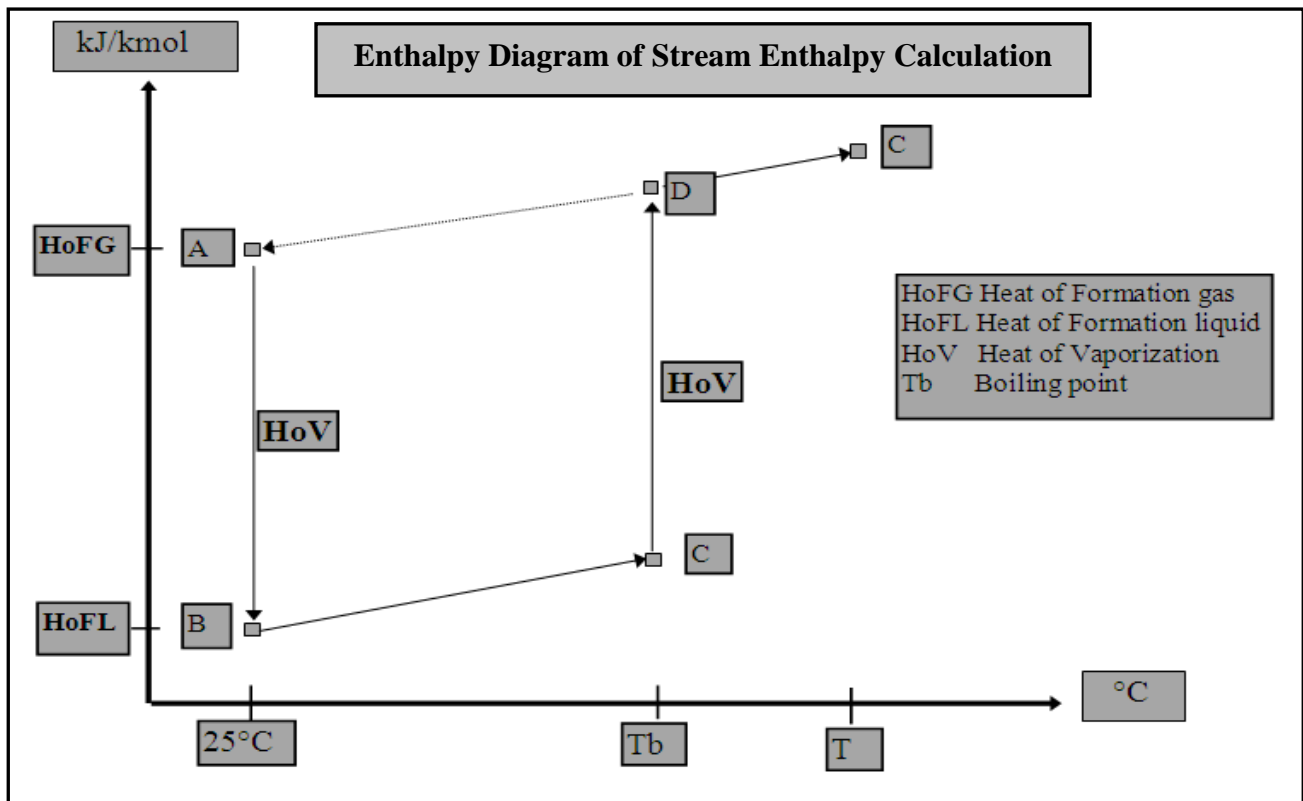 kJ/kmol
Enthalpy Diagram of Stream Enthalpy Calculation
C
D
HoFG
A
HoFG Heat of Formation gas
HoFL Heat of Formation liquid
HoV Heat of Vaporization
Tb Boiling point
HoV
HoV
C
HoFL
B
°C
25°C
Tb
T